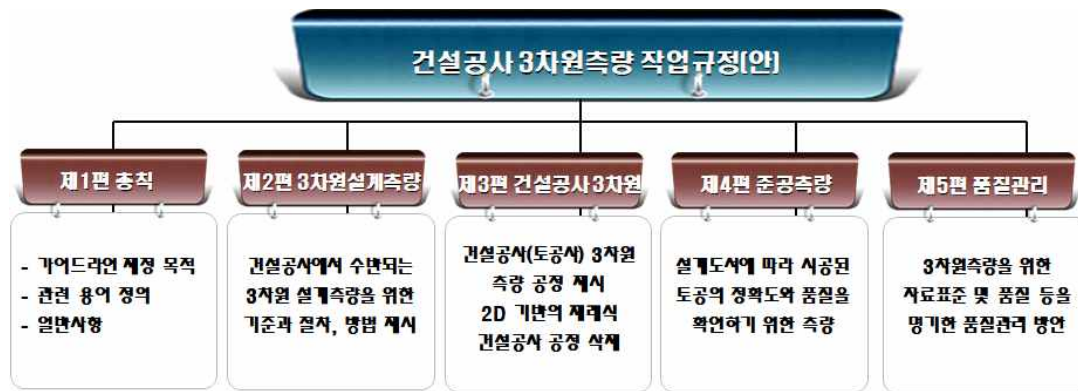 건설공사 3차원측량 작업규정(안)
제1편 총칙
- 가이드라인 제정 목적
- 관련 용어 정의
- 일반사항
제2편 3차원설계측량
건설공사에서 수반되는
3차원 설계측량을 위한
기준과 절차, 방법 제시
제3편 건설공사 3차원
건설공사(토공사) 3차원
측량 공정 제시
2D 기반의 재래식
건설공사 공정 삭제
제4편 준공측량
설계도서에 따라 시공된
토공의 정확도와 품질을
확인하기 위한 측량
제5편 품질관리
3차원측량을 위한
자료표준 및 품질 등을
명기한 품질관리 방안